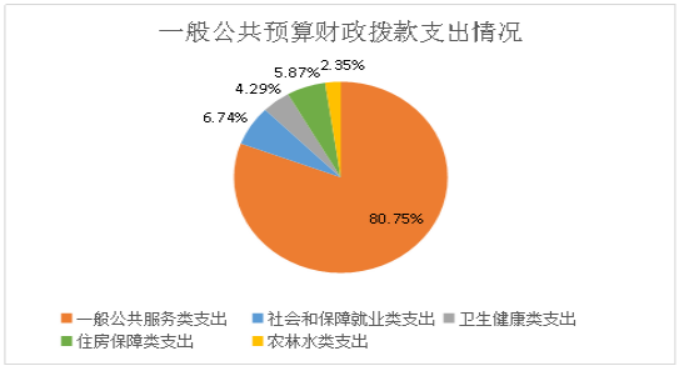 一般公共预算财政拨款支出情况
2.35%
5.87%
4.29%
6.74%
80.75%
一般公共服务类支出 社会和保障就业类支出 卫生健康类支出
住房保障类支出 农林水类支出